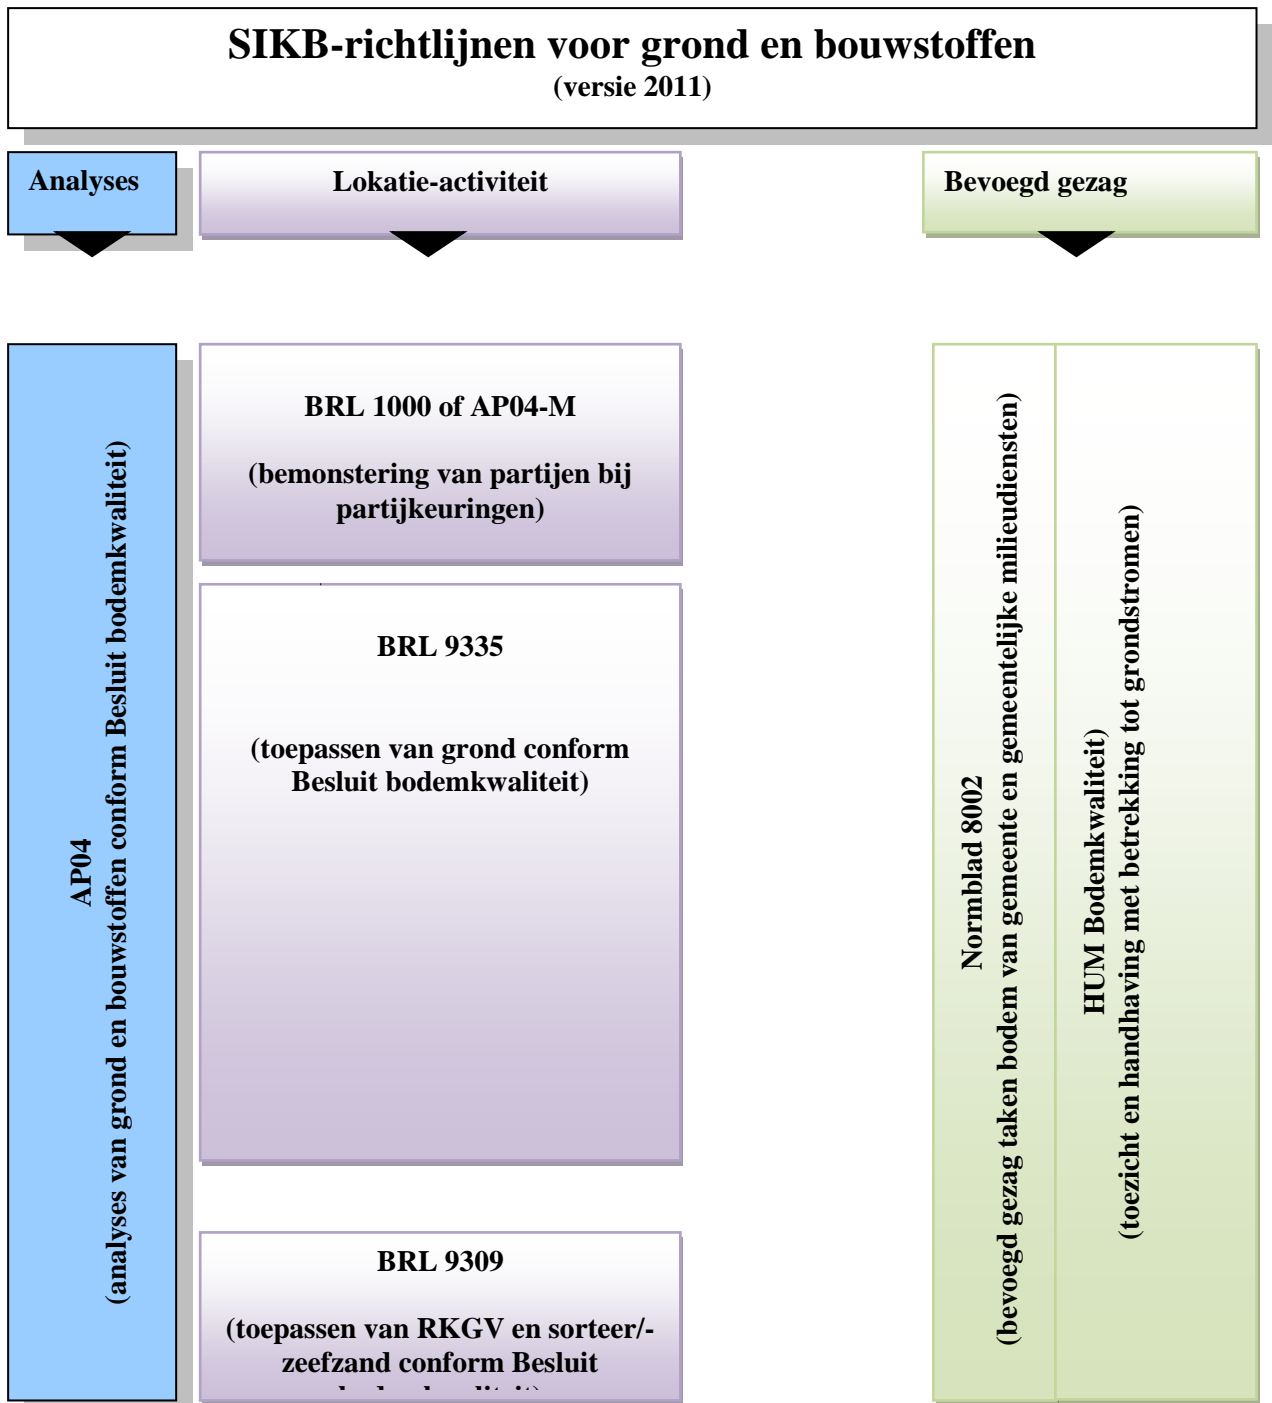 SIKB-richtlijnen voor grond en bouwstoffen
(versie 2011)
Analyses
Lokatie-activiteit
Bevoegd gezag
AP04
(analyses van grond en bouwstoffen conform Besluit bodemkwaliteit)
BRL 1000 of AP04-M
(bemonstering van partijen bij
partijkeuringen)
BRL 9335
(toepassen van grond conform
Besluit bodemkwaliteit)
BRL 9309
(toepassen van RKGV en sorteer/-
zeefzand conform Besluit
Normblad 8002
(bevoegd gezag taken bodem van gemeente en gemeentelijke milieudiensten)
HUM Bodemkwaliteit)
(toezicht en handhaving met betrekking tot grondstromen)